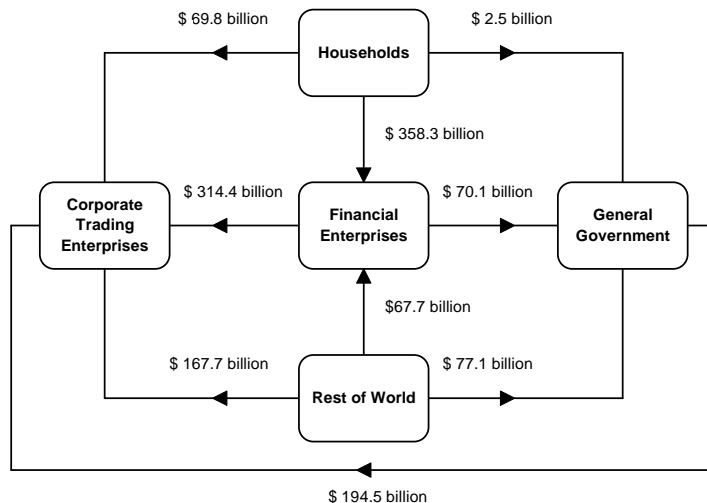 $ 69.8 billion
$ 2.5 billion
Households
$ 358.3 billion
$ 314.4 billion
$ 70.1 billion
Corporate
Trading
Enterprises
Financial
Enterprises
General
Government
$67.7 billion
$ 167.7 billion
$ 77.1 billion
Rest of World
$ 194.5 billion